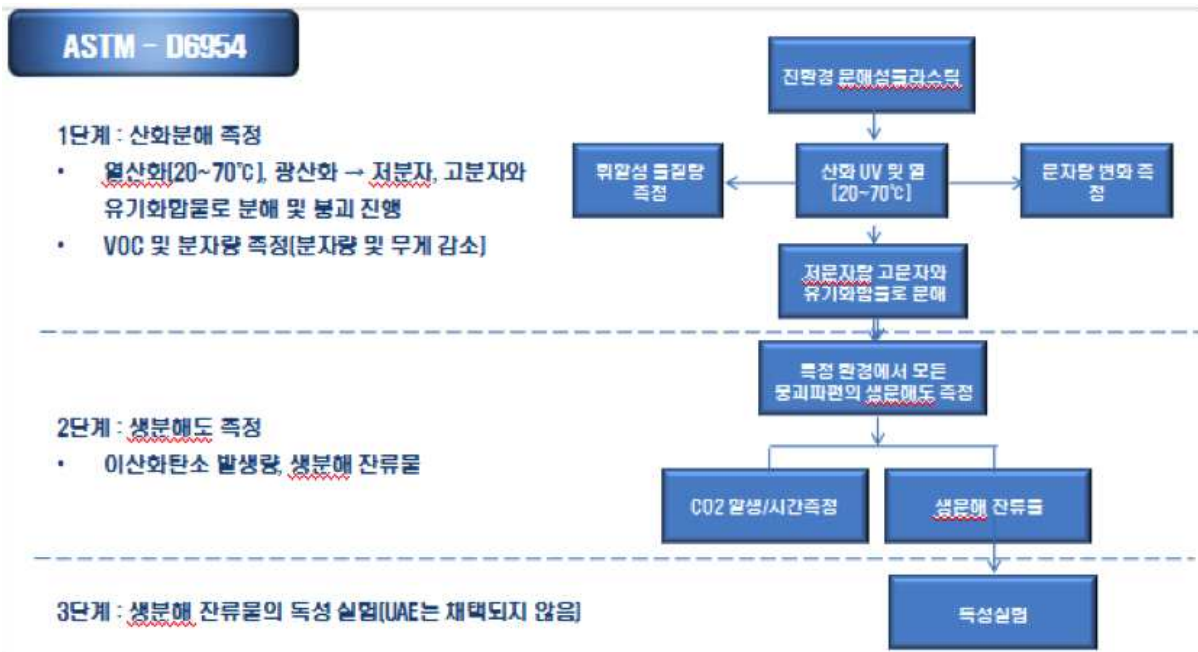 ASTM - D6954
1단계 : 산화분해 측정
• 열산화(20~70℃), 광산화 → 저분자, 고분자와
유기화합물로 분해 및 붕괴 진행
• VOC 및 분자량 측정(분자량 및 무게 감소)
친환경 분해성플라스틱
휘발성 물질량
측정
산화 UV 및 열
(20~70℃)
분자량 변화 측
정
저분자량 고분자와
유기화합물로 분해
2단계 : 생분해도 측정
• 이산화탄소 발생량, 생분해 잔류물
특정 환경에서 모든
붕괴파편의 생분해도 측정
CO2 발생/시간측정
생분해 잔류물
3단계 : 생분해 잔류물의 독성 실험(UAE는 채택되지 않음)
독성실험